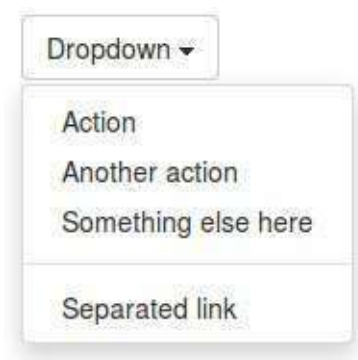 Dropdown
Action
Another action
Something else here
Separated link